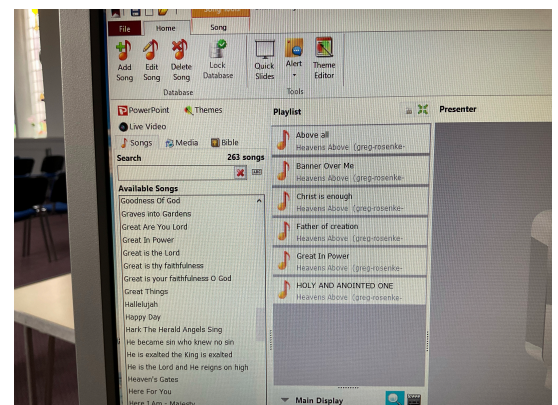 File
Home
Song
Add Song
Edit Song
Delete Song
Lock Database
Quick Slides
Alert
Theme Editor
Database
Tools
PowerPoint
Themes
Live Video
Songs
Media
Bible
Search
263 songs
ABC
Available Songs
Goodness Of God
Graves into Gardens
Great Are You Lord
Great In Power
Great is the Lord
Great is thy faithfulness
Great is your faithfulness O God
Great Things
Hallelujah
Happy Day
Hark The Herald Angels Sing
He became sin who knew no sin
He is exalted the King is exalted
He is the Lord and He reigns on high
Heaven's Gates
Here For You
Here I Am - Majesty
Playlist
Above all
Heavens Above (greg-rosenke-
Banner Over Me
Heavens Above (greg-rosenke-
Christ is enough
Heavens Above (greg-rosenke-
Father of creation
Heavens Above (greg-rosenke-
Great In Power
Heavens Above (greg-rosenke-
HOLY AND ANOINTED ONE
Heavens Above (greg-rosenke-
Main Display
Presenter